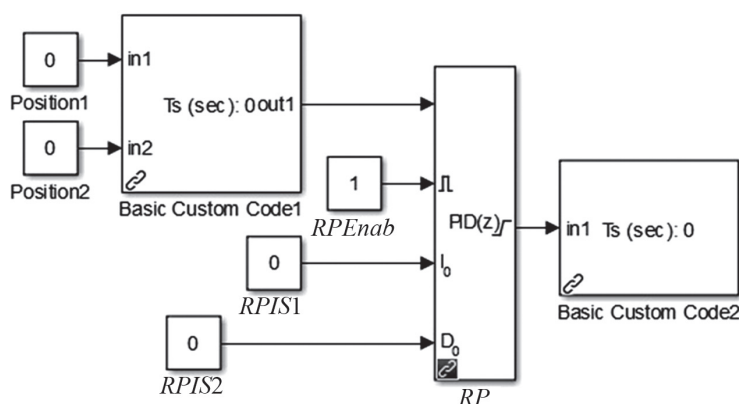 0
Position1
0
Position2
in1
Ts (sec): 0
out1
in2
Basic Custom Code1
1
RPEnab
0
RPIS1
0
RPIS2
PID(z)
I0
D0
RP
in1
Ts (sec): 0
Basic Custom Code2